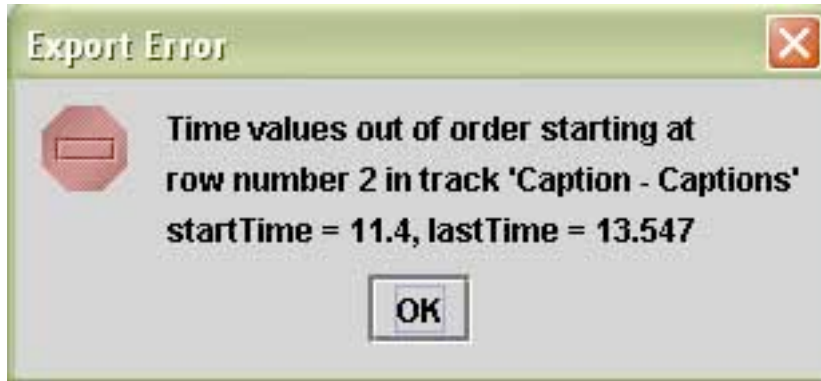 Export Error
Time values out of order starting at
row number 2 in track 'Caption - Captions'
startTime = 11.4, lastTime = 13.547
OK